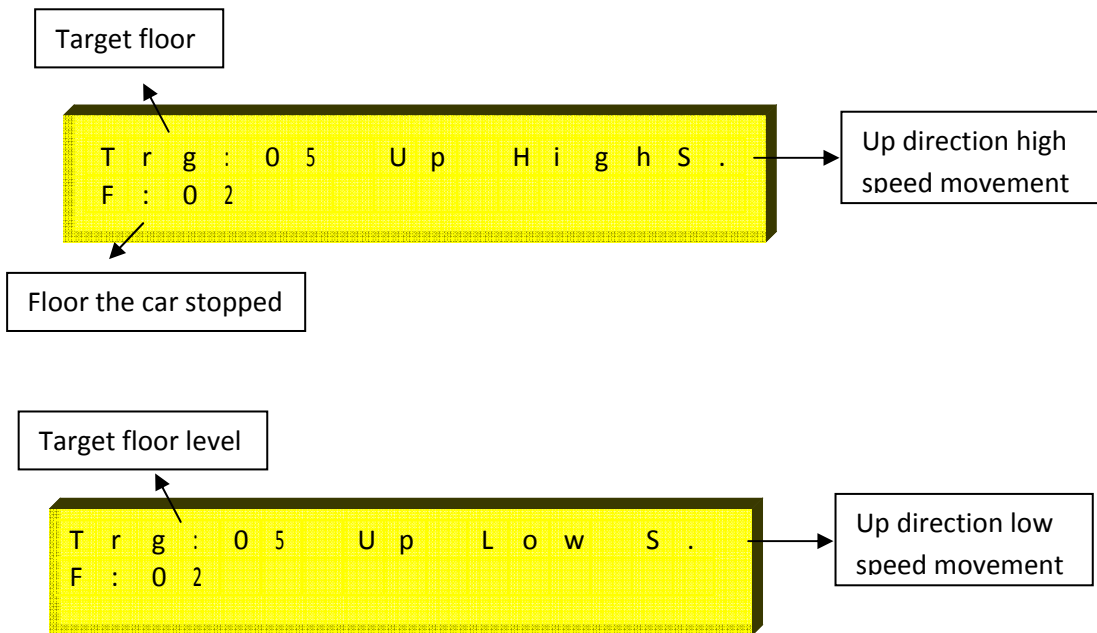 Target floor
Trg:05 Up HighS.
F:02
Up direction high
speed movement
Floor the car stopped
Target floor level
Trg:05 Up Low S.
F:02
Up direction low
speed movement